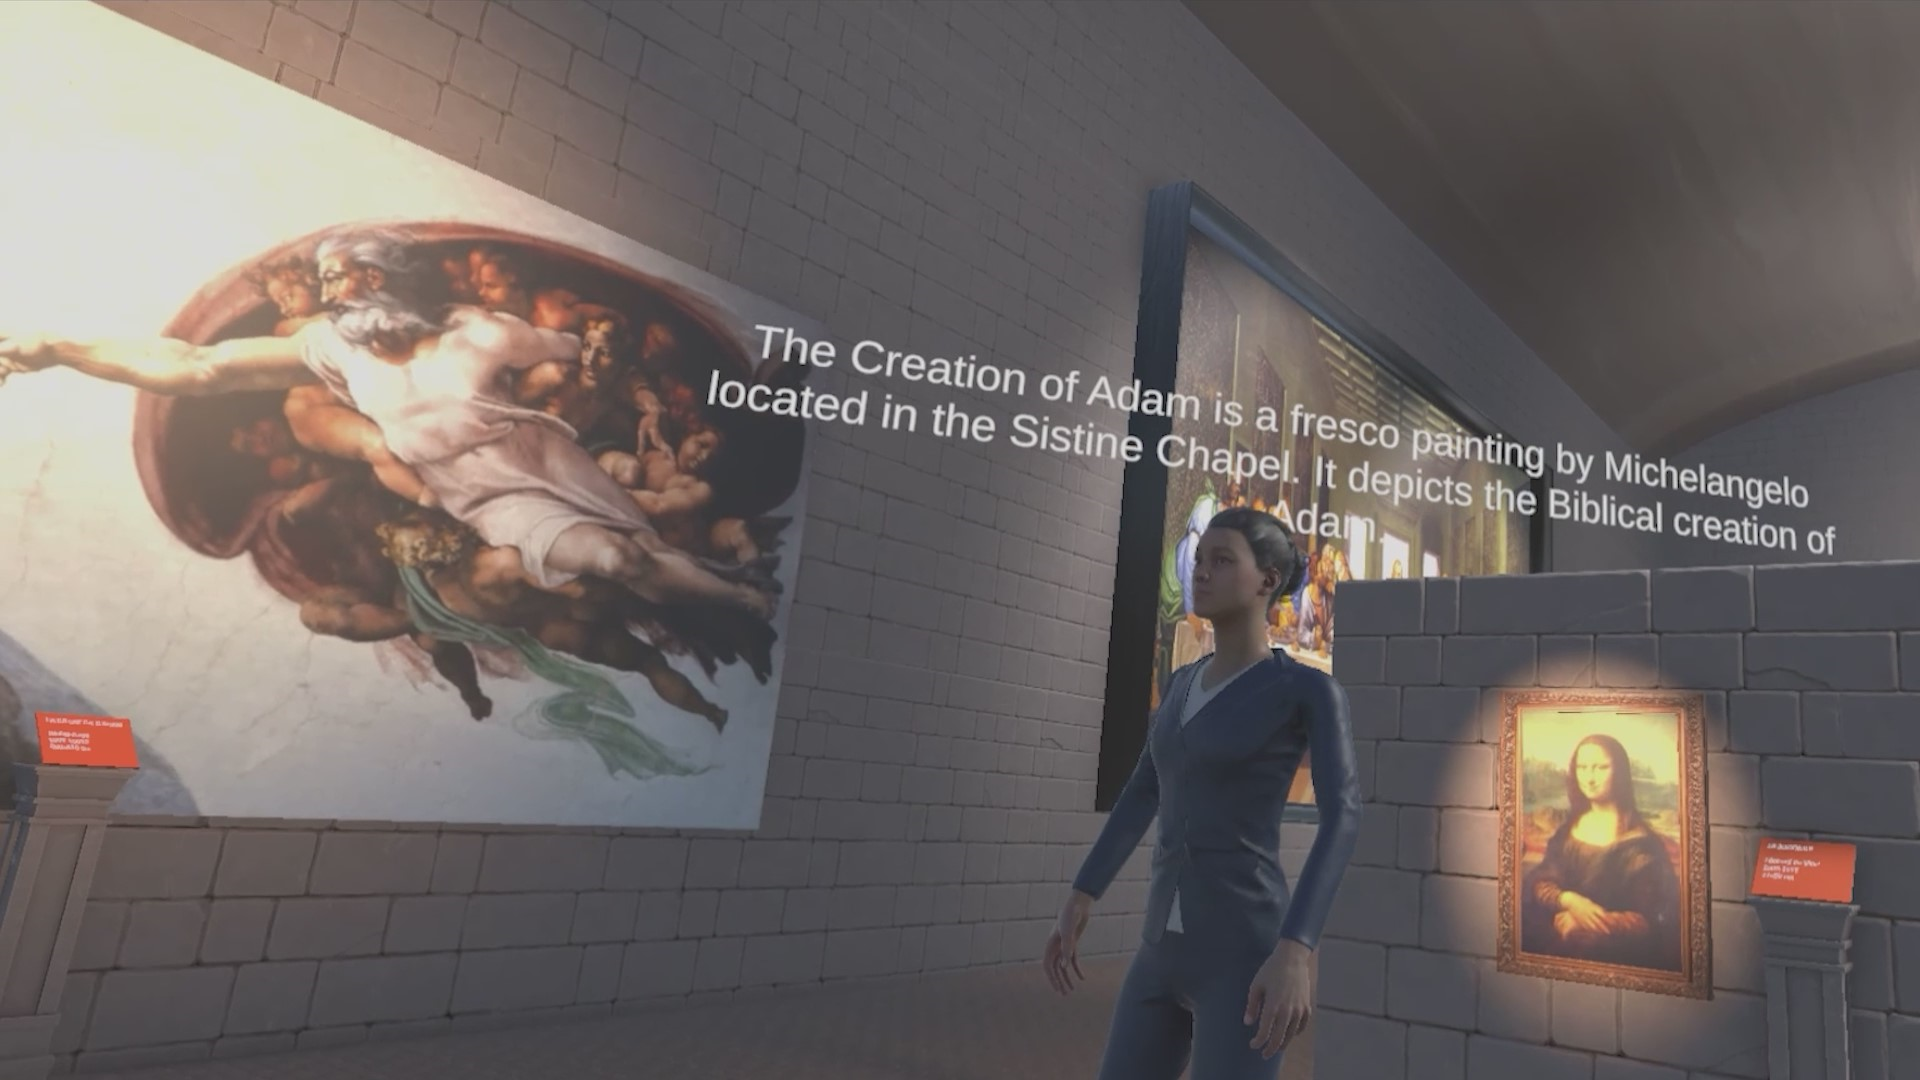 The Creation of Adam is a fresco painting by Michelangelo
located in the Sistine Chapel. It depicts the Biblical creation of
Adam.